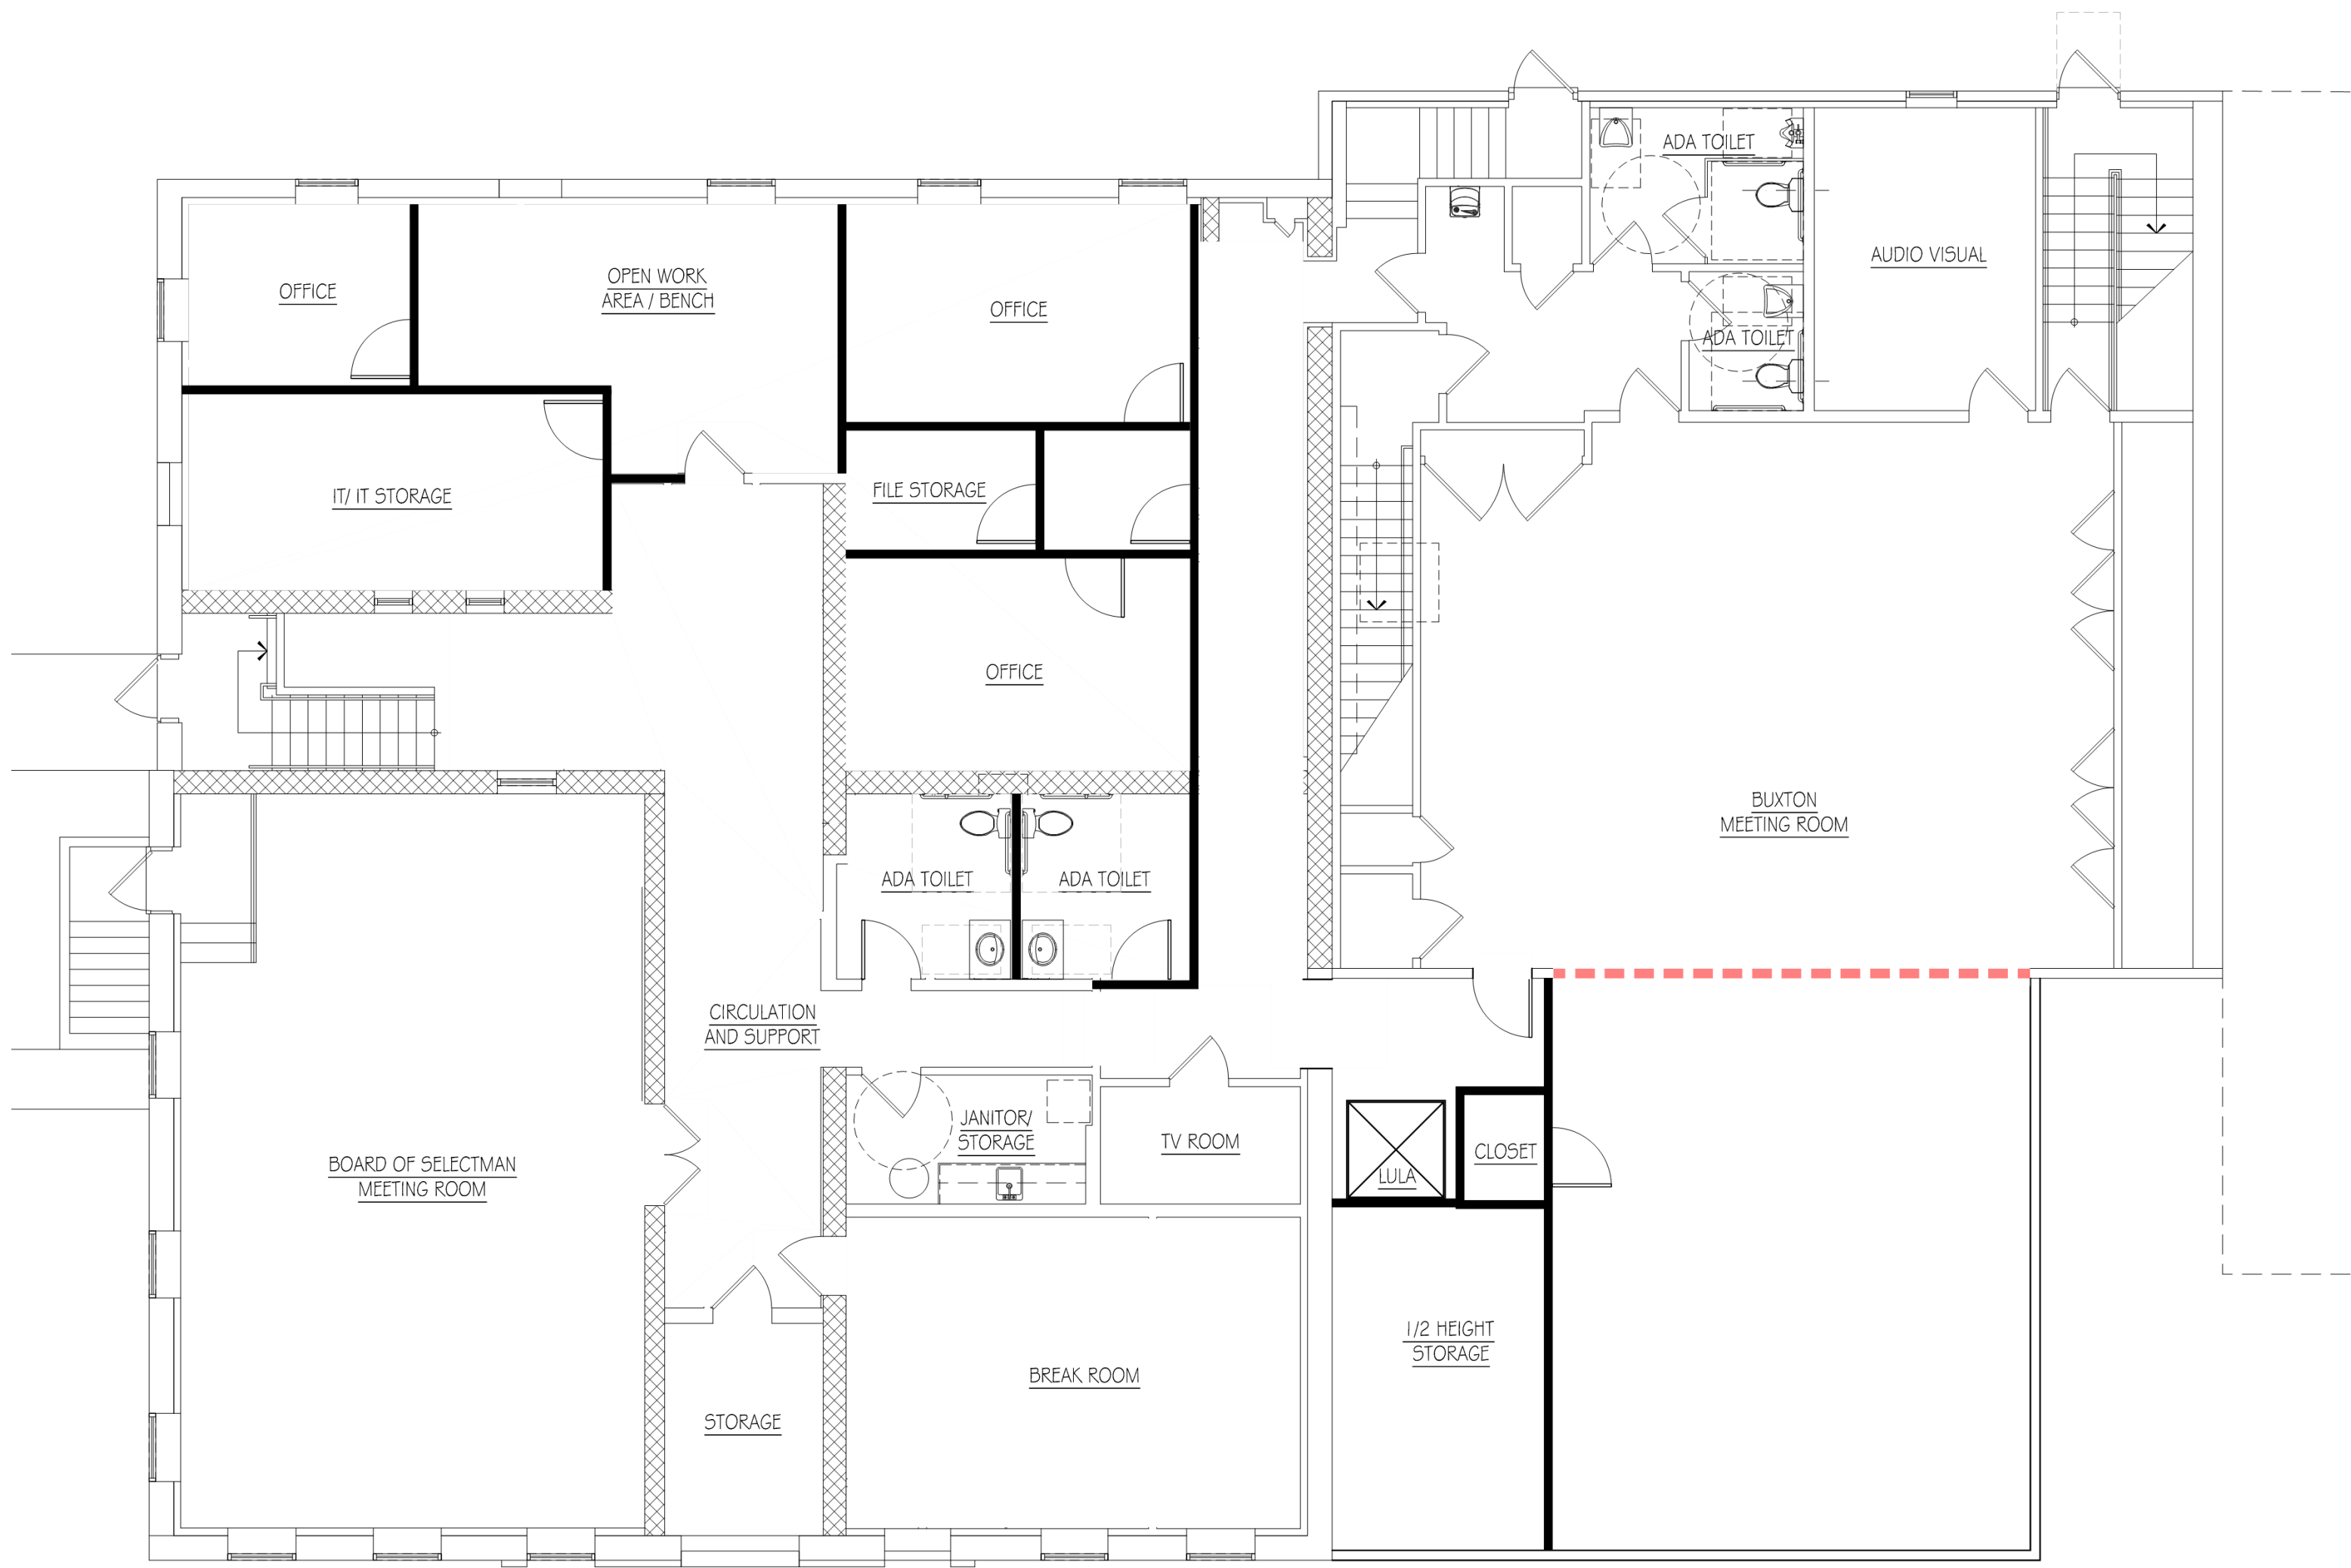 ADA TOILET
AUDIO VISUAL
OFFICE
OPEN WORK
AREA / BENCH
OFFICE
ADA TOILET
IT/ IT STORAGE
FILE STORAGE
OFFICE
BUXTON
MEETING ROOM
ADA TOILET
ADA TOILET
CIRCULATION
AND SUPPORT
JANITOR/
STORAGE
TV ROOM
CLOSET
LULA
BOARD OF SELECTMAN
MEETING ROOM
1/2 HEIGHT
STORAGE
BREAK ROOM
STORAGE